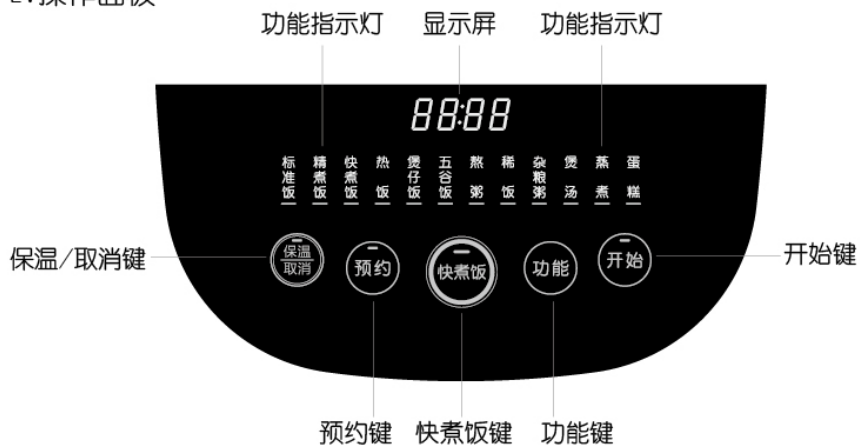 2.操作面板
功能指示灯 显示屏 功能指示灯
88:88
标准饭 精煮饭 快煮饭 热饭 煲仔饭 五谷饭 熬粥 稀饭 杂粮粥 煲汤 蒸煮 蛋糕
保温/取消键 保温 取消 预约 快煮饭 功能 开始 开始键
预约键 快煮饭键 功能键